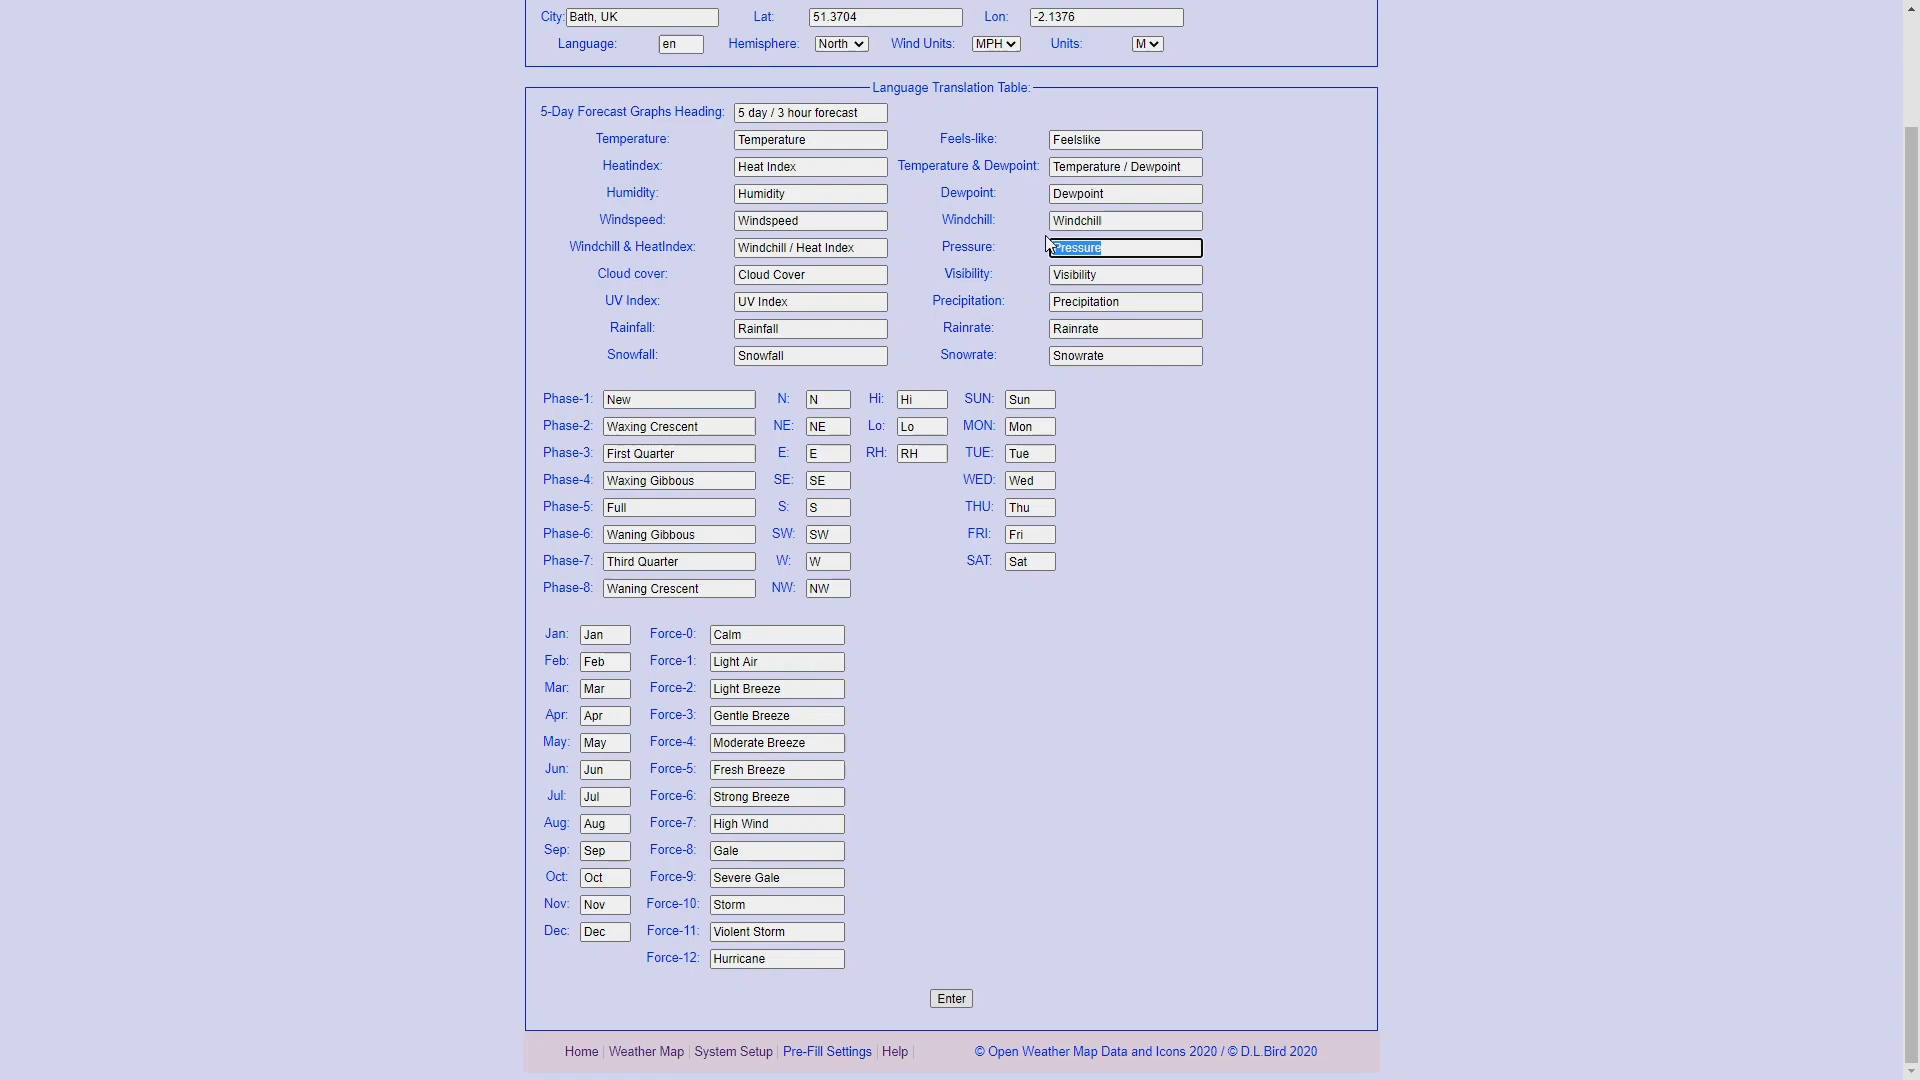 City: Bath, UK Lat: 51.3704 Lon: -2.1376
Language: en Hemisphere: North Wind Units: MPH Units: M
Language Translation Table:
5-Day Forecast Graphs Heading: 5 day / 3 hour forecast
Temperature: Temperature Feels-like: Feelslike
Heatindex: Heat Index Temperature & Dewpoint: Temperature / Dewpoint
Humidity: Humidity Dewpoint: Dewpoint
Windspeed: Windspeed Windchill: Windchill
Windchill & HeatIndex: Windchill / Heat Index Pressure: Pressure
Cloud cover: Cloud Cover Visibility: Visibility
UV Index: UV Index Precipitation: Precipitation
Rainfall: Rainfall Rainrate: Rainrate
Snowfall: Snowfall Snowrate: Snowrate
Phase-1: New N: N Hi: Hi SUN: Sun
Phase-2: Waxing Crescent NE: NE Lo: Lo MON: Mon
Phase-3: First Quarter E: E RH: RH TUE: Tue
Phase-4: Waxing Gibbous SE: SE WED: Wed
Phase-5: Full S: S THU: Thu
Phase-6: Waning Gibbous SW: SW FRI: Fri
Phase-7: Third Quarter W: W SAT: Sat
Phase-8: Waning Crescent NW: NW
Jan: Jan Force-0: Calm
Feb: Feb Force-1: Light Air
Mar: Mar Force-2: Light Breeze
Apr: Apr Force-3: Gentle Breeze
May: May Force-4: Moderate Breeze
Jun: Jun Force-5: Fresh Breeze
Jul: Jul Force-6: Strong Breeze
Aug: Aug Force-7: High Wind
Sep: Sep Force-8: Gale
Oct: Oct Force-9: Severe Gale
Nov: Nov Force-10: Storm
Dec: Dec Force-11: Violent Storm
Force-12: Hurricane
Enter
Home | Weather Map | System Setup | Pre-Fill Settings | Help | © Open Weather Map Data and Icons 2020 / © D.L.Bird 2020